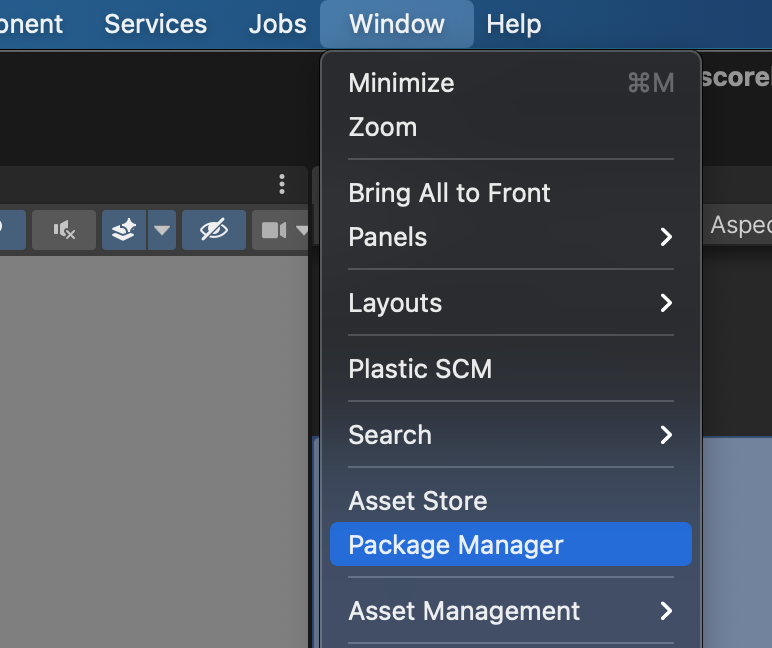 onent Services Jobs Window Help
Minimize ⌘M
score
Zoom
Bring All to Front
Panels
Aspec
Layouts
Plastic SCM
Search
Asset Store
Package Manager
Asset Management